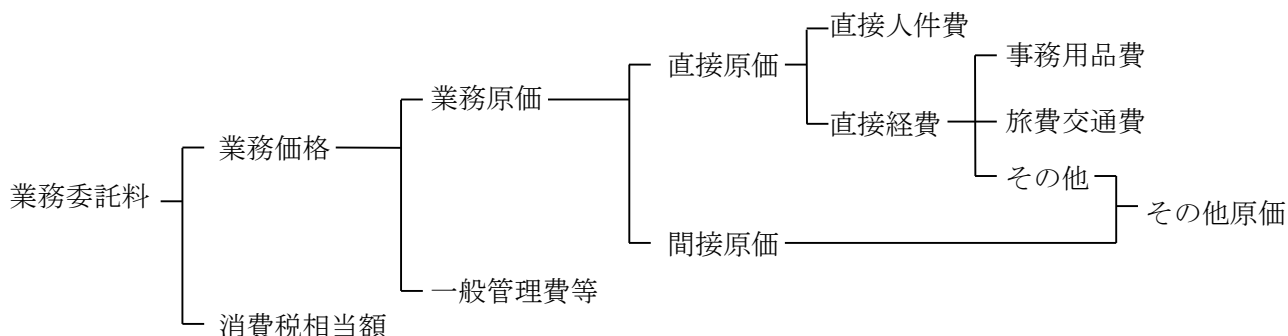 直接人件費
事務用品費
直接原価
業務原価
直接経費
旅費交通費
業務価格
その他
業務委託料
その他原価
間接原価
一般管理費等
消費税相当額